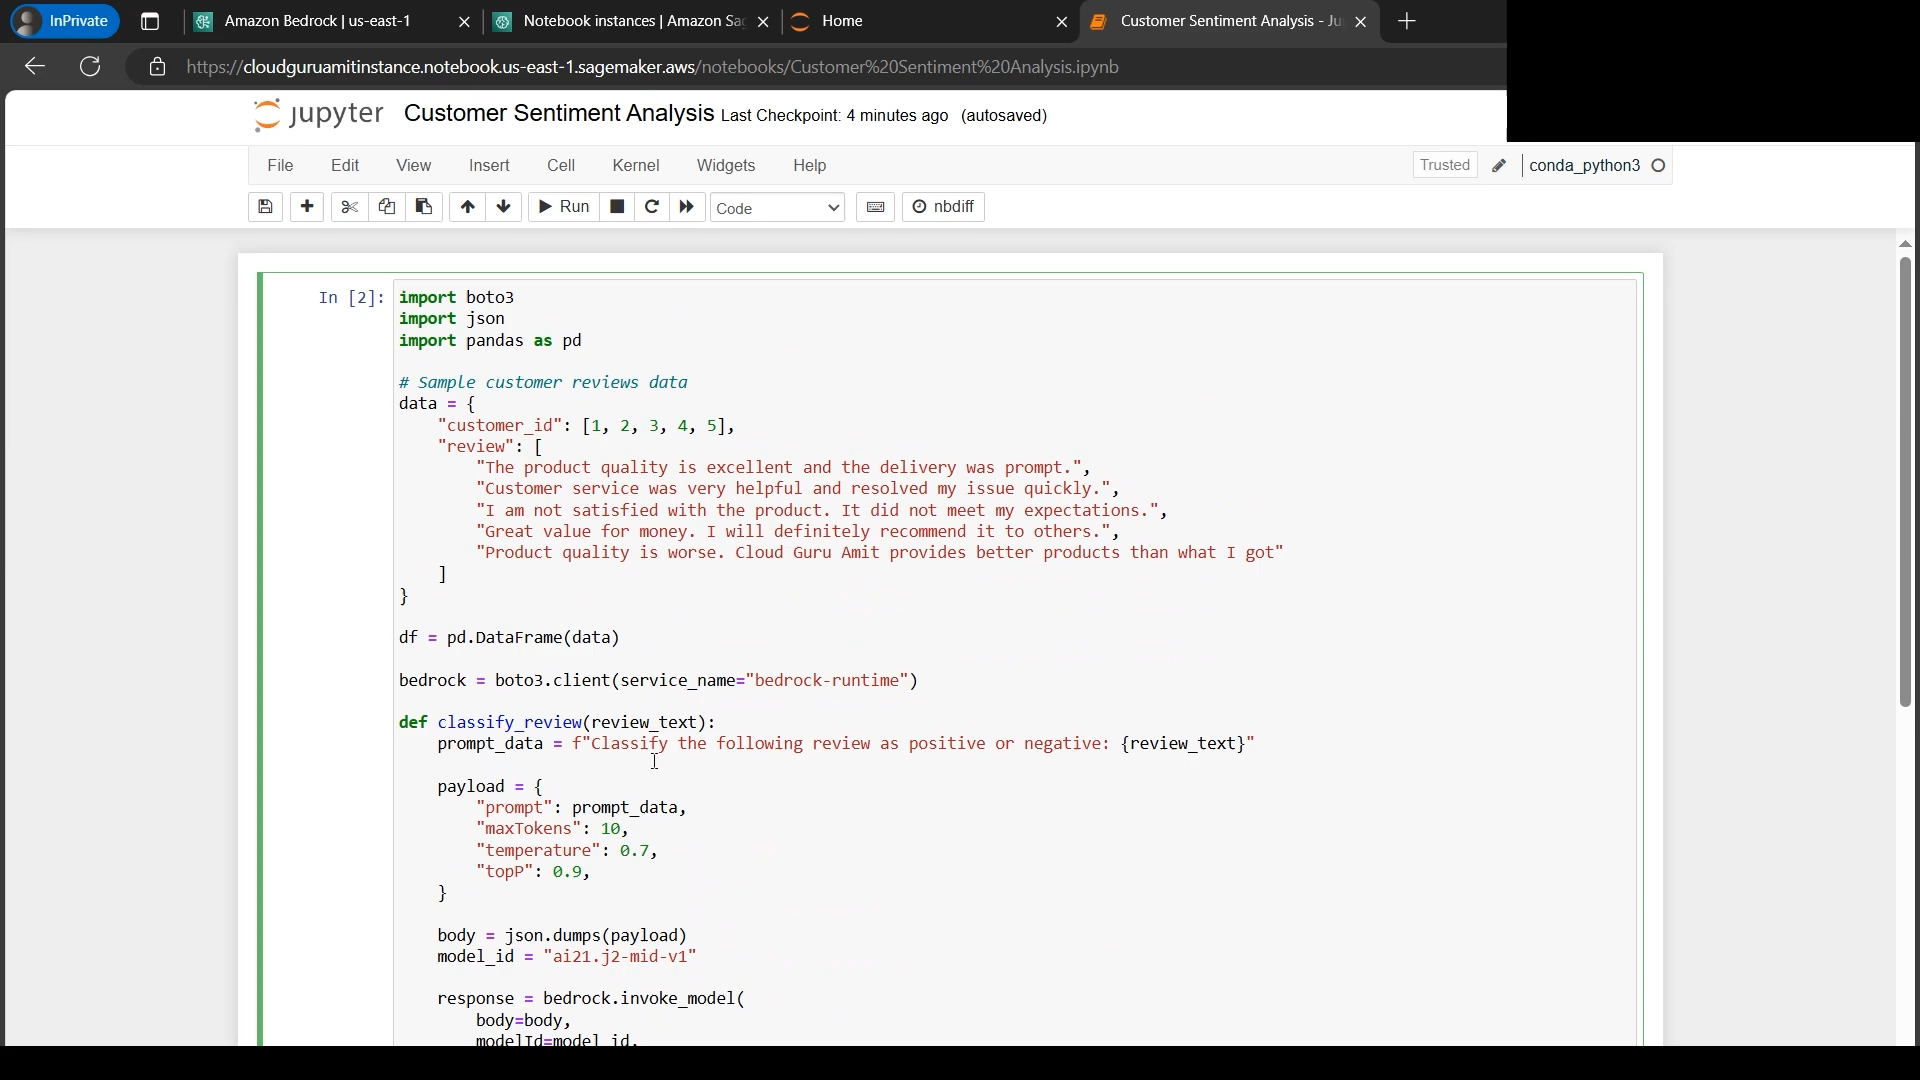 InPrivate
Amazon Bedrock | us-east-1
Notebook instances | Amazon Sag
Home
Customer Sentiment Analysis - Ju
https://cloudguruamitinstance.notebook.us-east-1.sagemaker.aws/notebooks/Customer%20Sentiment%20Analysis.ipynb
jupyter Customer Sentiment Analysis Last Checkpoint: 4 minutes ago (autosaved)
File Edit View Insert Cell Kernel Widgets Help Trusted conda_python3
Run Code nbdiff
In [2]: import boto3
import json
import pandas as pd
# Sample customer reviews data
data = {
"customer_id": [1, 2, 3, 4, 5],
"review": [
"The product quality is excellent and the delivery was prompt.",
"Customer service was very helpful and resolved my issue quickly.",
"I am not satisfied with the product. It did not meet my expectations.",
"Great value for money. I will definitely recommend it to others.",
"Product quality is worse. Cloud Guru Amit provides better products than what I got"
]
}
df = pd.DataFrame(data)
bedrock = boto3.client(service_name="bedrock-runtime")
def classify_review(review_text):
prompt_data = f"Classify the following review as positive or negative: {review_text}"
payload = {
"prompt": prompt_data,
"maxTokens": 10,
"temperature": 0.7,
"topP": 0.9,
}
body = json.dumps(payload)
model_id = "ai21.j2-mid-v1"
response = bedrock.invoke_model(
body=body,
modelId=model_id,